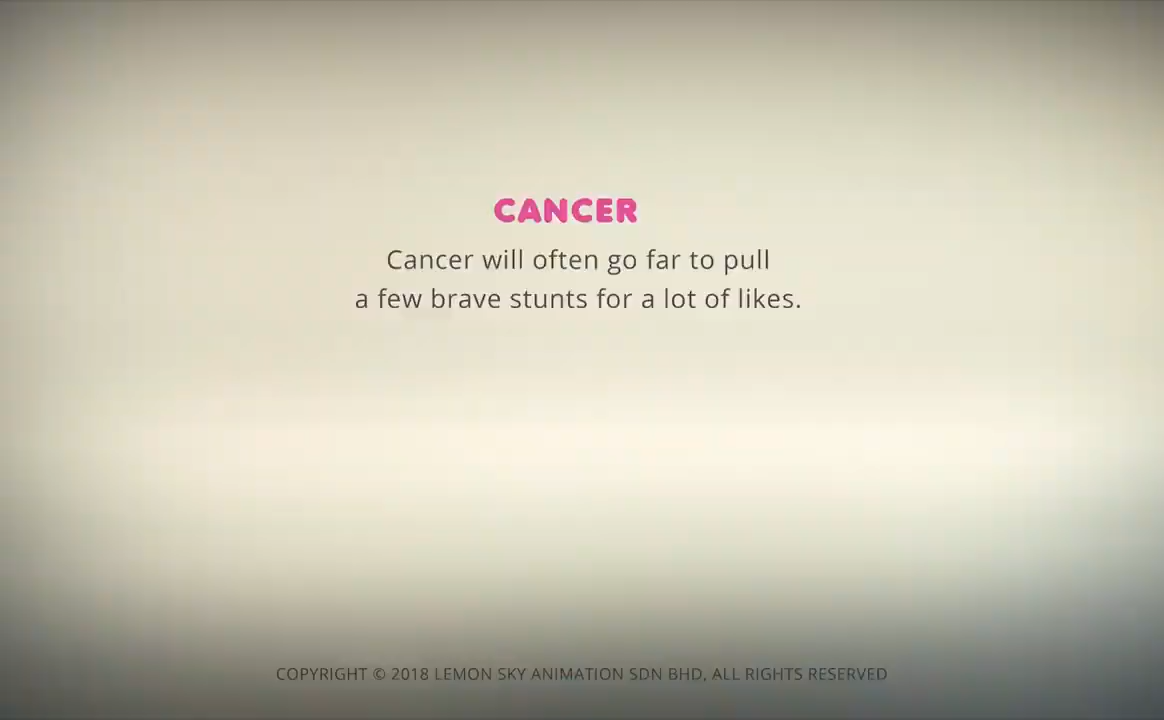 CANCER
Cancer will often go far to pull
a few brave stunts for a lot of likes.
COPYRIGHT © 2018 LEMON SKY ANIMATION SDN BHD, ALL RIGHTS RESERVED